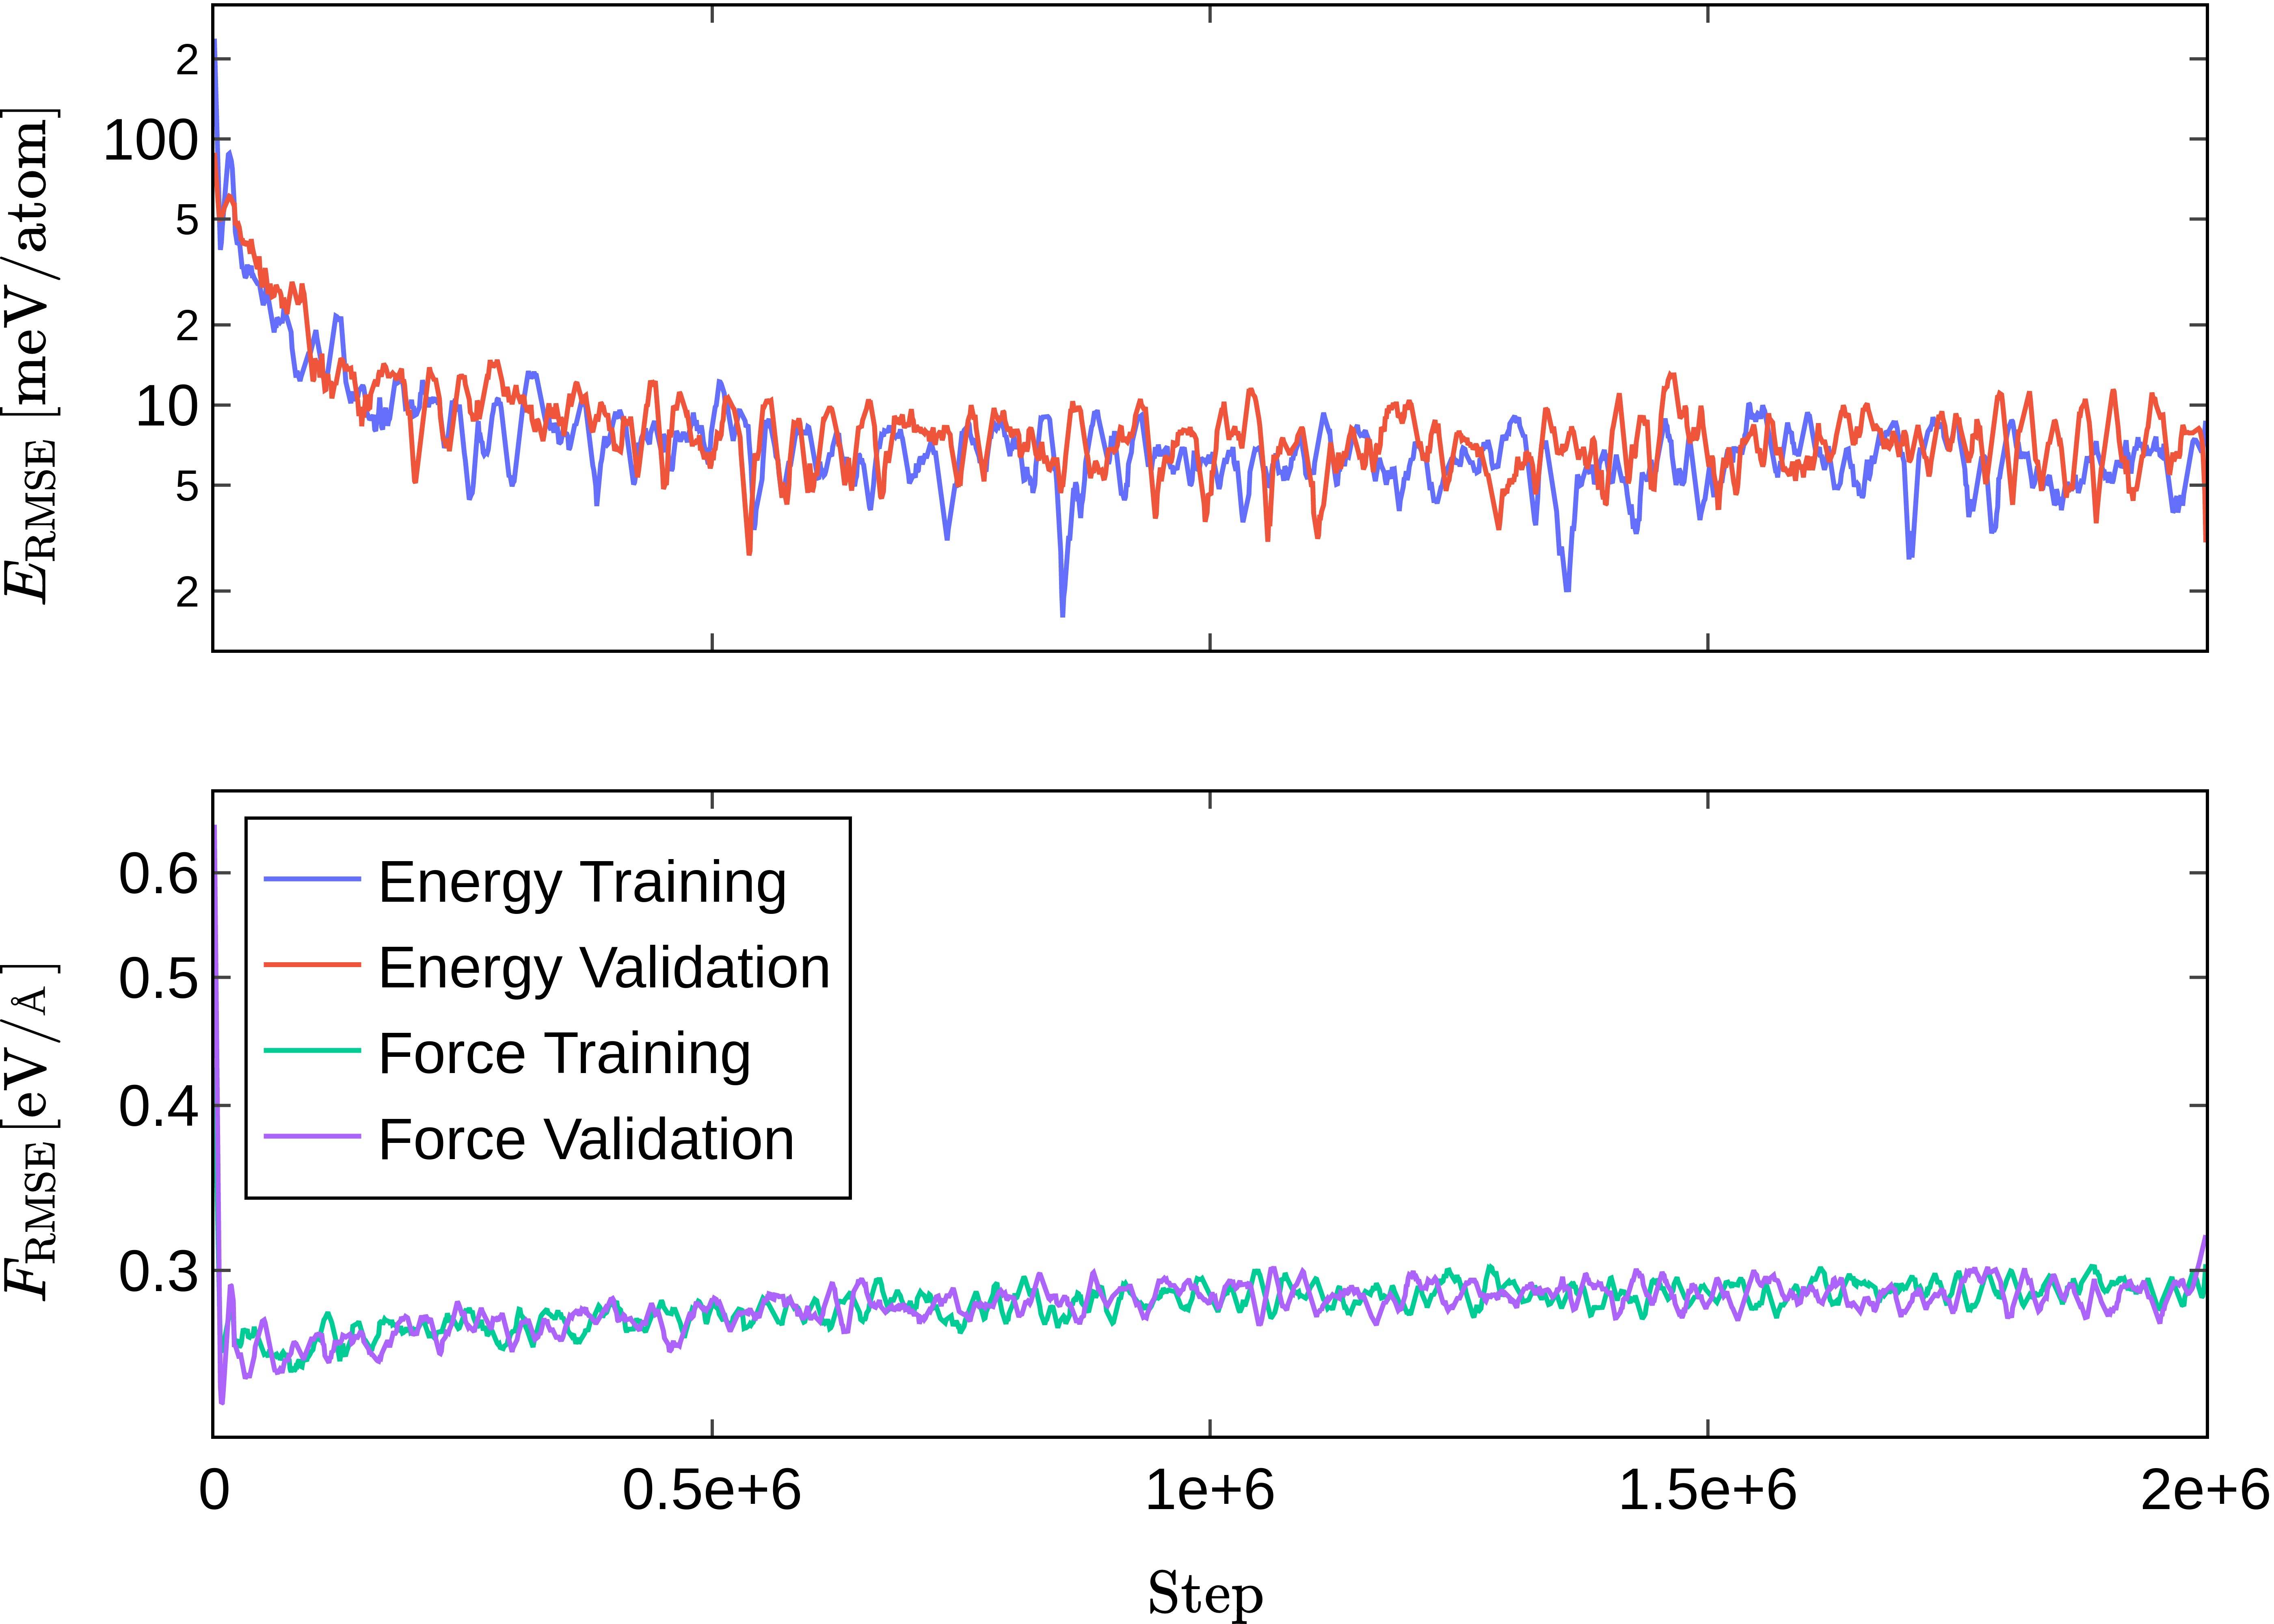 E_RMSE [meV/atom]
2
100
5
2
10
5
2
F_RMSE [eV/Å]
0.6
0.5
0.4
0.3
Energy Training
Energy Validation
Force Training
Force Validation
0 0.5e+6 1e+6 1.5e+6 2e+6
Step